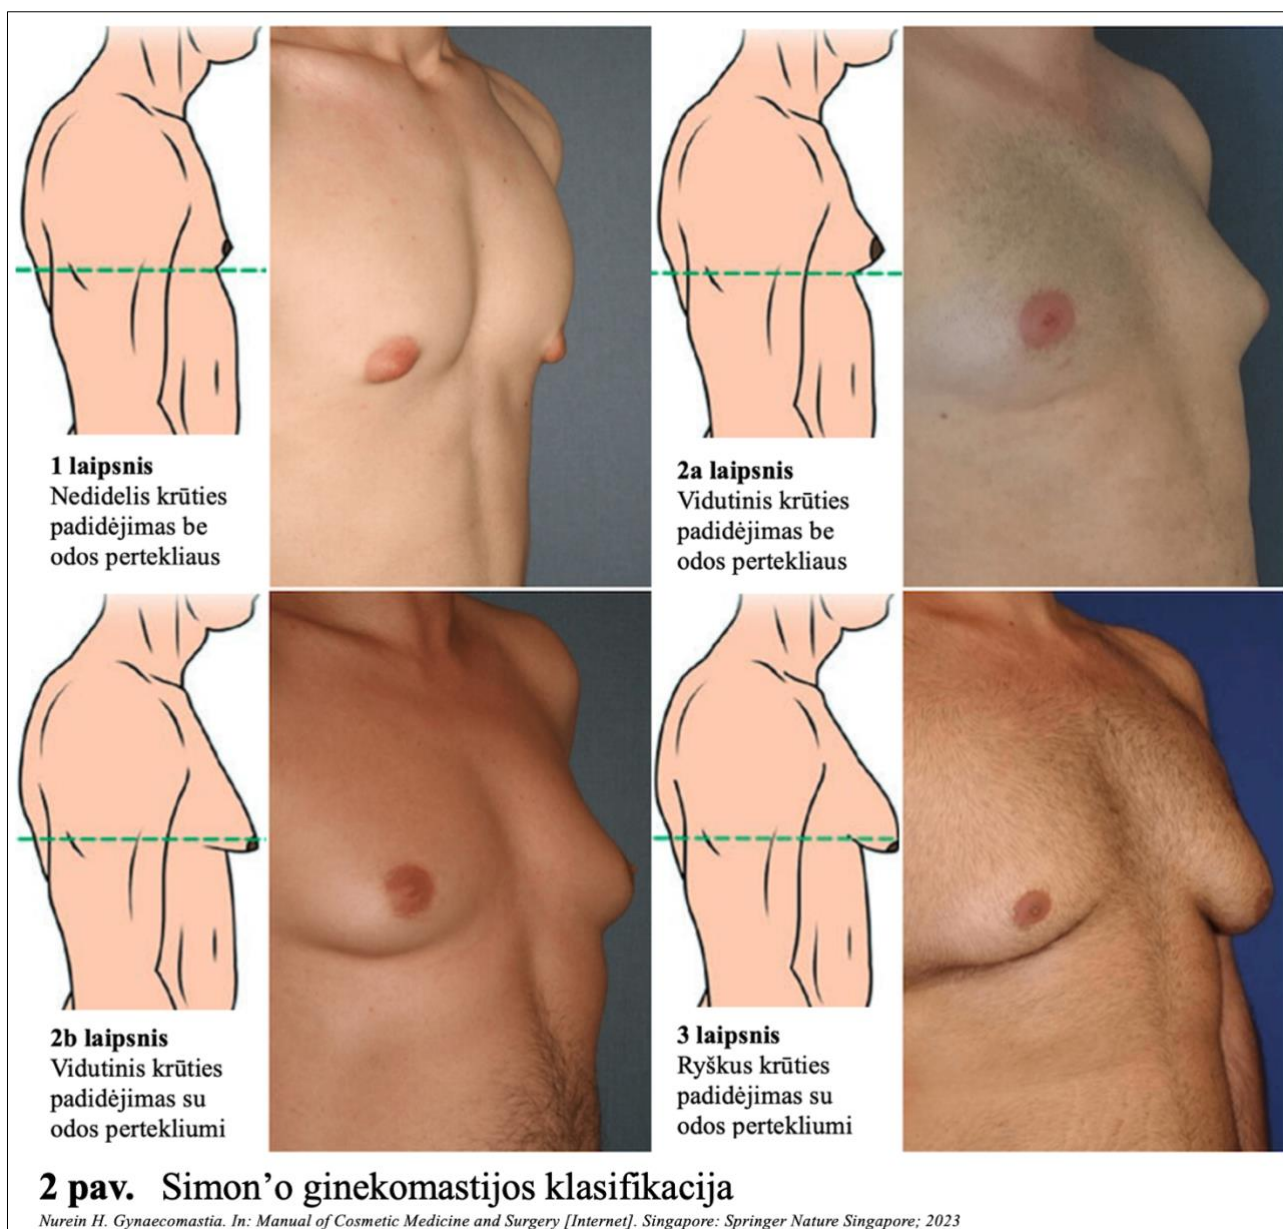 1 laipsnis
Nedidelis krūties
padidėjimas be
odos pertekliaus
2a laipsnis
Vidutinis krūties
padidėjimas be
odos pertekliaus
2b laipsnis
Vidutinis krūties
padidėjimas su
odos pertekliumi
3 laipsnis
Ryškus krūties
padidėjimas su
odos pertekliumi
2 pav. Simon’o ginekomastijos klasifikacija
Nurein H. Gynaecomastia. In: Manual of Cosmetic Medicine and Surgery [Internet]. Singapore: Springer Nature Singapore; 2023